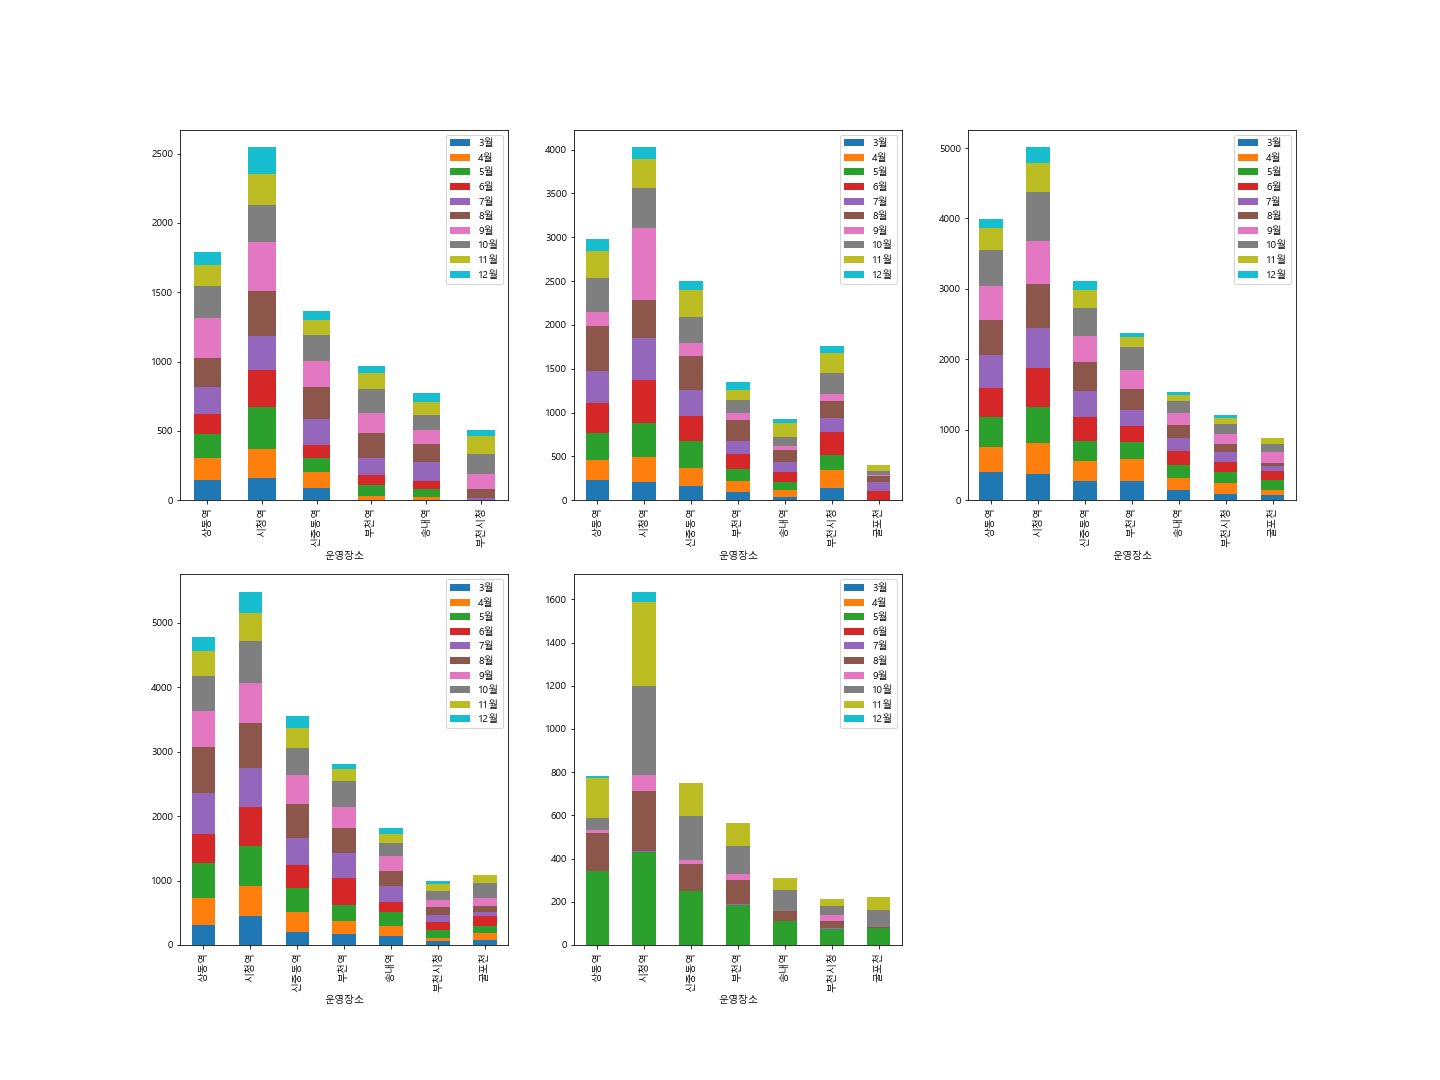 2500
2000
1500
1000
500
0
3월
4월
5월
6월
7월
8월
9월
10월
11월
12월
상동역
시청역
신중동역
부천역
송내역
부천시청
운영장소
4000
3500
3000
2500
2000
1500
1000
500
0
3월
4월
5월
6월
7월
8월
9월
10월
11월
12월
상동역
시청역
신중동역
부천역
송내역
부천시청
굴포천
운영장소
5000
4000
3000
2000
1000
0
3월
4월
5월
6월
7월
8월
9월
10월
11월
12월
상동역
시청역
신중동역
부천역
송내역
부천시청
굴포천
운영장소
5000
4000
3000
2000
1000
0
3월
4월
5월
6월
7월
8월
9월
10월
11월
12월
상동역
시청역
신중동역
부천역
송내역
부천시청
굴포천
운영장소
1600
1400
1200
1000
800
600
400
200
0
3월
4월
5월
6월
7월
8월
9월
10월
11월
12월
상동역
시청역
신중동역
부천역
송내역
부천시청
굴포천
운영장소